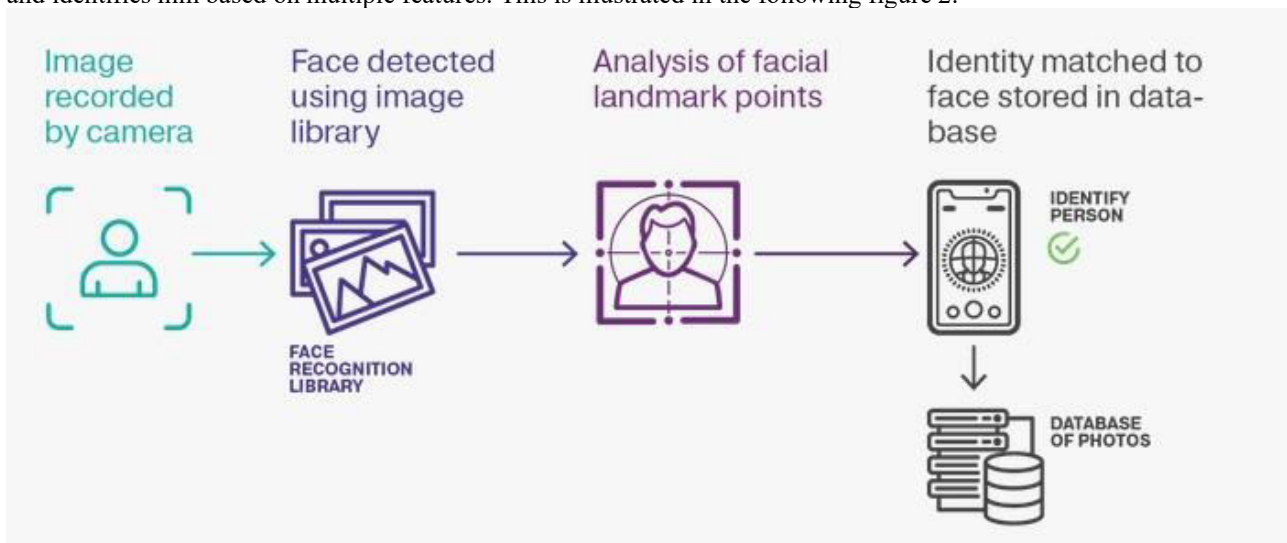 and identifies him based on multiple features. This is illustrated in the following figure 2.
Image
recorded
by camera
Face detected
using image
library
Analysis of facial
landmark points
Identity matched to
face stored in data-
base
IDENTIFY
PERSON
FACE
RECOGNITION
LIBRARY
DATABASE
OF PHOTOS